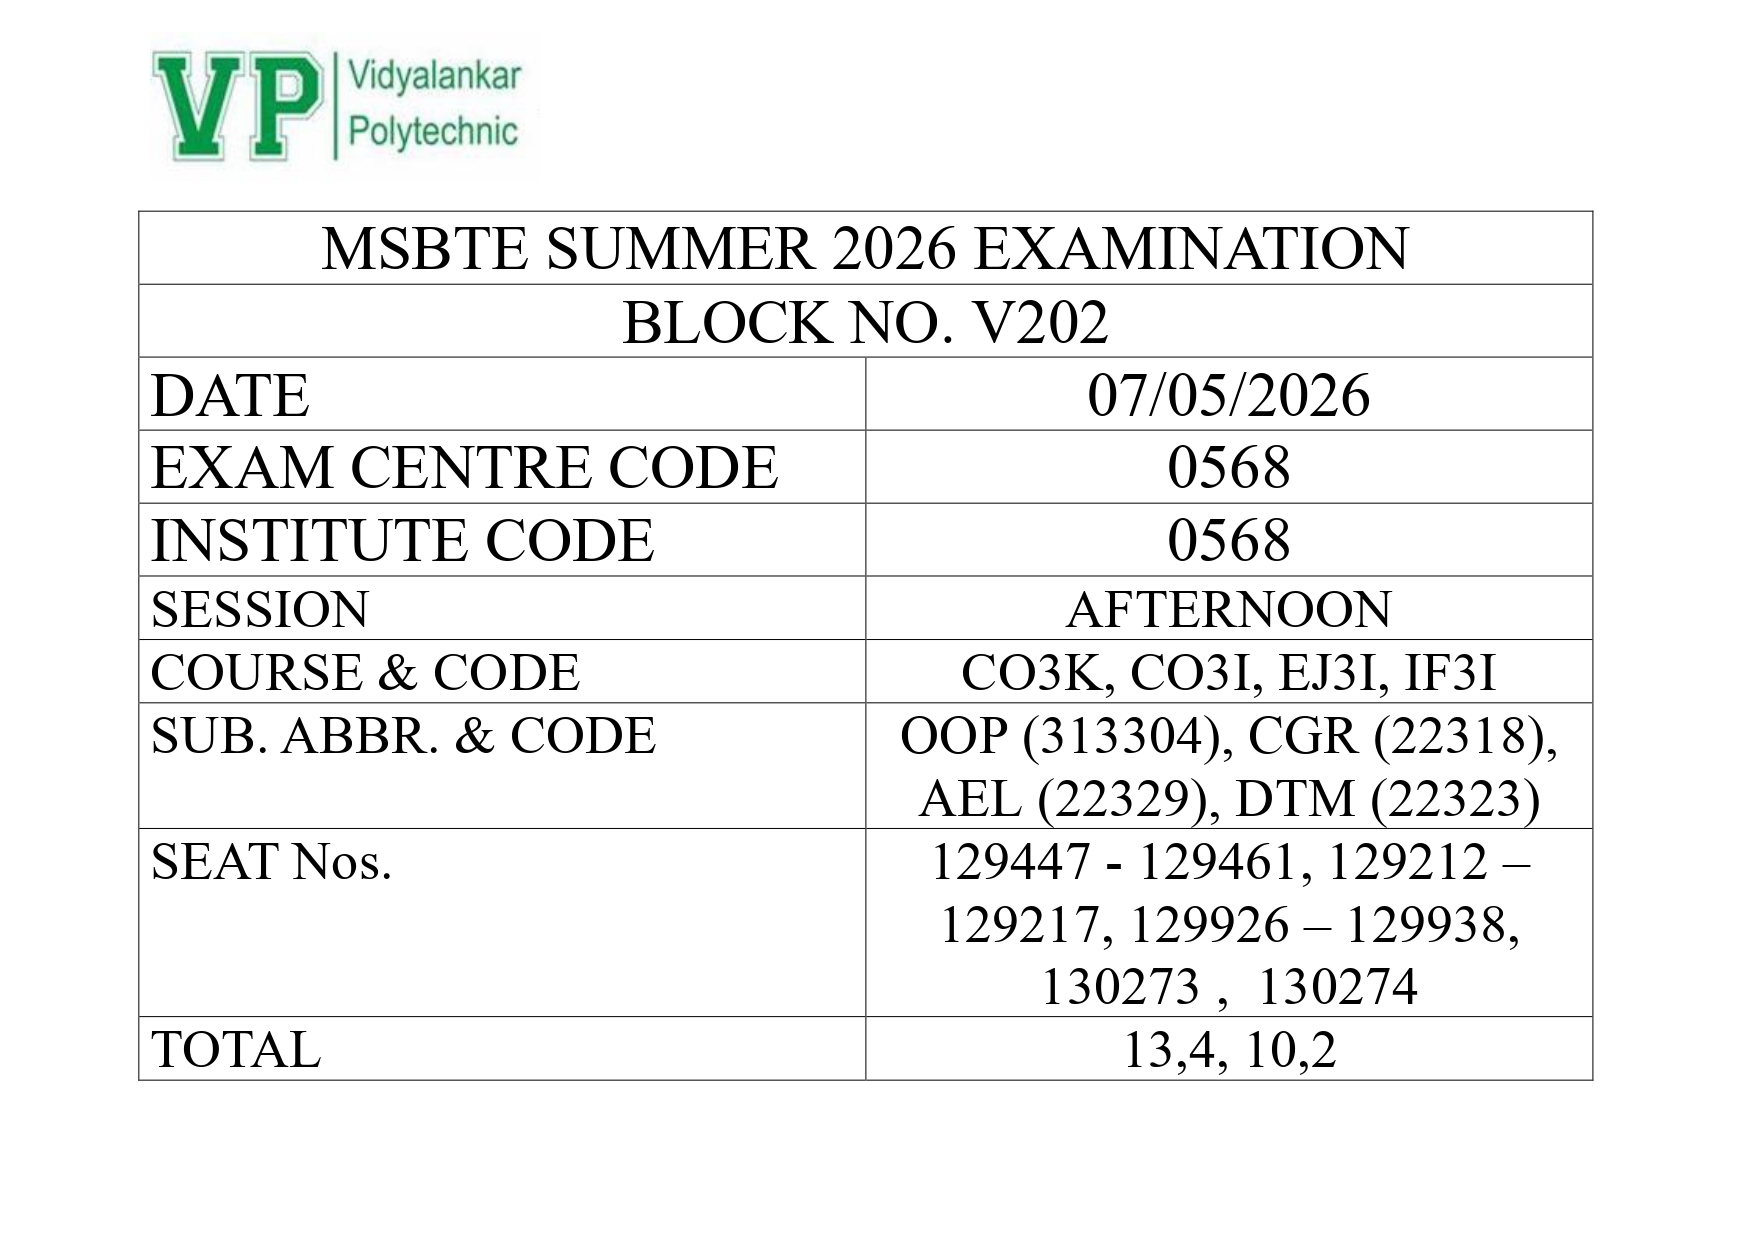 VP Vidyalankar
Polytechnic
MSBTE SUMMER 2026 EXAMINATION
BLOCK NO. V202
DATE 07/05/2026
EXAM CENTRE CODE 0568
INSTITUTE CODE 0568
SESSION AFTERNOON
COURSE & CODE CO3K, CO3I, EJ3I, IF3I
SUB. ABBR. & CODE OOP (313304), CGR (22318),
AEL (22329), DTM (22323)
SEAT Nos. 129447 - 129461, 129212 –
129217, 129926 – 129938,
130273 , 130274
TOTAL 13,4, 10,2